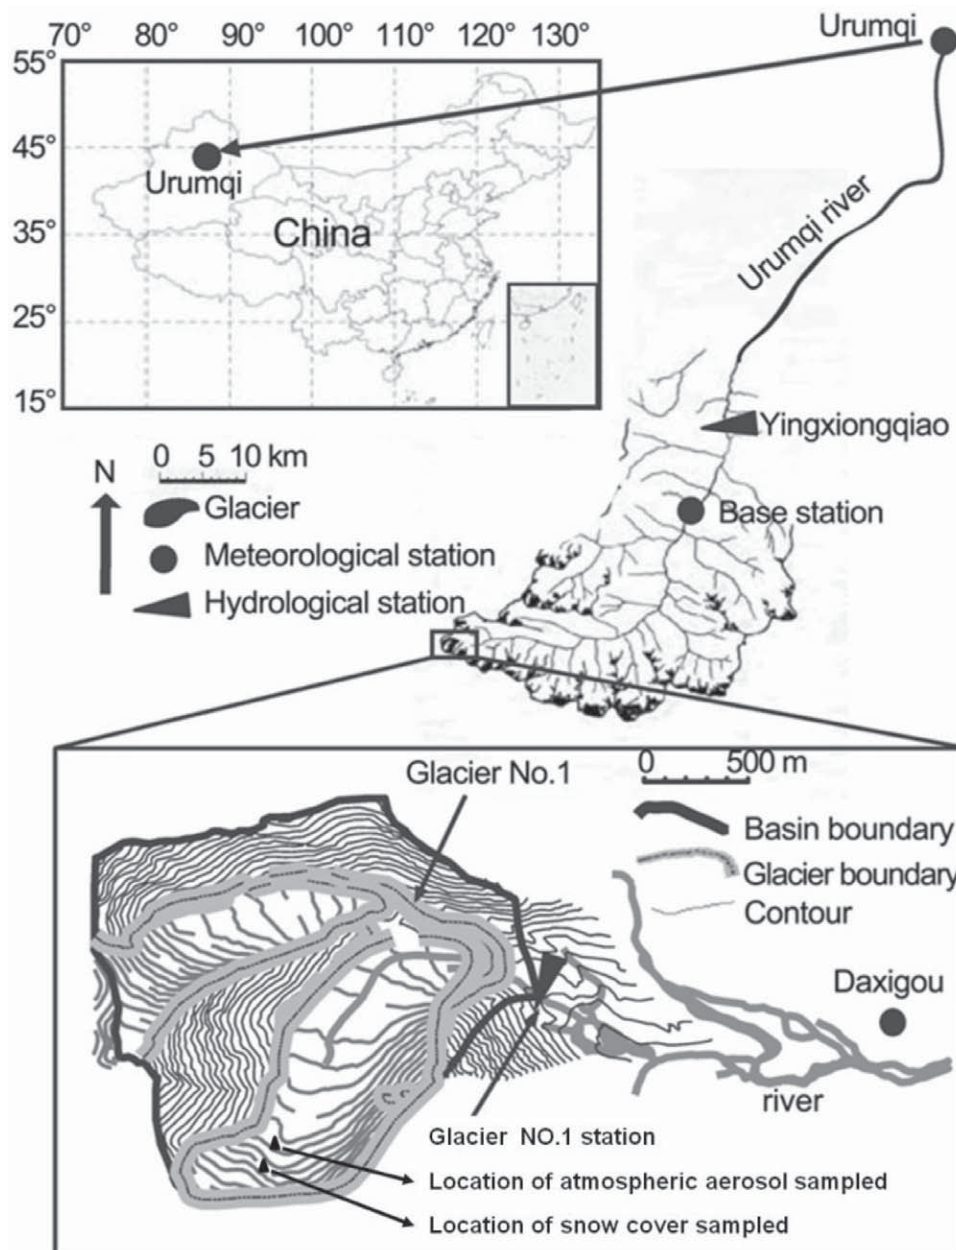 70° 80° 90° 100° 110° 120° 130°
Urumqi
55°
45°
35°
25°
15°
Urumqi
China
Urumqi river
Yingxiongqiao
0 5 10 km
N
Glacier
Base station
Meteorological station
Hydrological station
0 500 m
Glacier No.1
Basin boundary
Glacier boundary
Contour
Daxigou
river
Glacier NO.1 station
Location of atmospheric aerosol sampled
Location of snow cover sampled